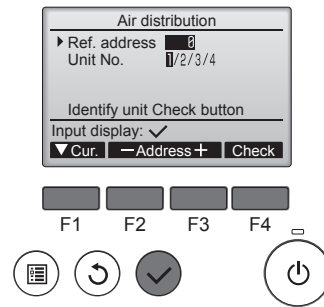 Air distribution
Ref. address 0
Unit No. 1/2/3/4
Identify unit Check button
Input display: ✓
▼ Cur. − Address + Check
F1 F2 F3 F4